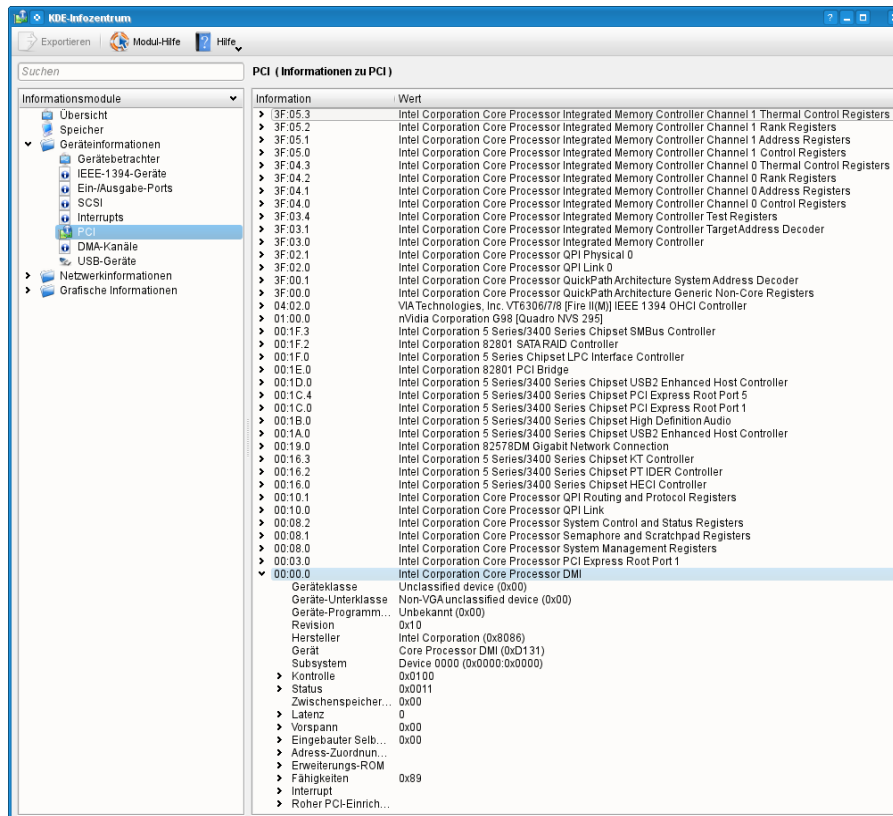 KDE-Infozentrum
Exportieren Modul-Hilfe Hilfe
Suchen
PCI ( Informationen zu PCI )
Informationsmodule
Übersicht
Speicher
Geräteinformationen
Gerätebetrachter
IEEE-1394-Geräte
Ein-/Ausgabe-Ports
SCSI
Interrupts
PCI
DMA-Kanäle
USB-Geräte
Netzwerkinformationen
Grafische Informationen
Information Wert
3F:05.3 Intel Corporation Core Processor Integrated Memory Controller Channel 1 Thermal Control Registers
3F:05.2 Intel Corporation Core Processor Integrated Memory Controller Channel 1 Rank Registers
3F:05.1 Intel Corporation Core Processor Integrated Memory Controller Channel 1 Address Registers
3F:05.0 Intel Corporation Core Processor Integrated Memory Controller Channel 1 Control Registers
3F:04.3 Intel Corporation Core Processor Integrated Memory Controller Channel 0 Thermal Control Registers
3F:04.2 Intel Corporation Core Processor Integrated Memory Controller Channel 0 Rank Registers
3F:04.1 Intel Corporation Core Processor Integrated Memory Controller Channel 0 Address Registers
3F:04.0 Intel Corporation Core Processor Integrated Memory Controller Channel 0 Control Registers
3F:03.4 Intel Corporation Core Processor Integrated Memory Controller Test Registers
3F:03.1 Intel Corporation Core Processor Integrated Memory Controller Target Address Decoder
3F:03.0 Intel Corporation Core Processor Integrated Memory Controller
3F:02.1 Intel Corporation Core Processor QPI Physical 0
3F:02.0 Intel Corporation Core Processor QPI Link 0
3F:00.1 Intel Corporation Core Processor QuickPath Architecture System Address Decoder
3F:00.0 Intel Corporation Core Processor QuickPath Architecture Generic Non-Core Registers
04:02.0 VIA Technologies, Inc. VT6306/7/8 [Fire II(M)] IEEE 1394 OHCI Controller
01:00.0 nVidia Corporation G98 [Quadro NVS 295]
00:1F.3 Intel Corporation 5 Series/3400 Series Chipset SMBus Controller
00:1F.2 Intel Corporation 82801 SATA RAID Controller
00:1F.0 Intel Corporation 5 Series Chipset LPC Interface Controller
00:1E.0 Intel Corporation 82801 PCI Bridge
00:1D.0 Intel Corporation 5 Series/3400 Series Chipset USB2 Enhanced Host Controller
00:1C.4 Intel Corporation 5 Series/3400 Series Chipset PCI Express Root Port 5
00:1C.0 Intel Corporation 5 Series/3400 Series Chipset PCI Express Root Port 1
00:1B.0 Intel Corporation 5 Series/3400 Series Chipset High Definition Audio
00:1A.0 Intel Corporation 5 Series/3400 Series Chipset USB2 Enhanced Host Controller
00:19.0 Intel Corporation 82578DM Gigabit Network Connection
00:16.3 Intel Corporation 5 Series/3400 Series Chipset KT Controller
00:16.2 Intel Corporation 5 Series/3400 Series Chipset PT IDER Controller
00:16.0 Intel Corporation 5 Series/3400 Series Chipset HECI Controller
00:10.1 Intel Corporation Core Processor QPI Routing and Protocol Registers
00:10.0 Intel Corporation Core Processor QPI Link
00:08.2 Intel Corporation Core Processor System Control and Status Registers
00:08.1 Intel Corporation Core Processor Semaphore and Scratchpad Registers
00:08.0 Intel Corporation Core Processor System Management Registers
00:03.0 Intel Corporation Core Processor PCI Express Root Port 1
00:00.0 Intel Corporation Core Processor DMI
Geräteklasse Unclassified device (0x00)
Geräte-Unterklasse Non-VGA unclassified device (0x00)
Geräte-Programm... Unbekannt (0x00)
Revision 0x10
Hersteller Intel Corporation (0x8086)
Gerät Core Processor DMI (0xD131)
Subsystem Device 0000 (0x0000:0x0000)
Kontrolle 0x0100
Status 0x0011
Zwischenspeicher... 0x00
Latenz 0
Vorspann 0x00
Eingebauter Selb... 0x00
Adress-Zuordnun...
Erweiterungs-ROM
Fähigkeiten 0x89
Interrupt
Roher PCI-Einrich...